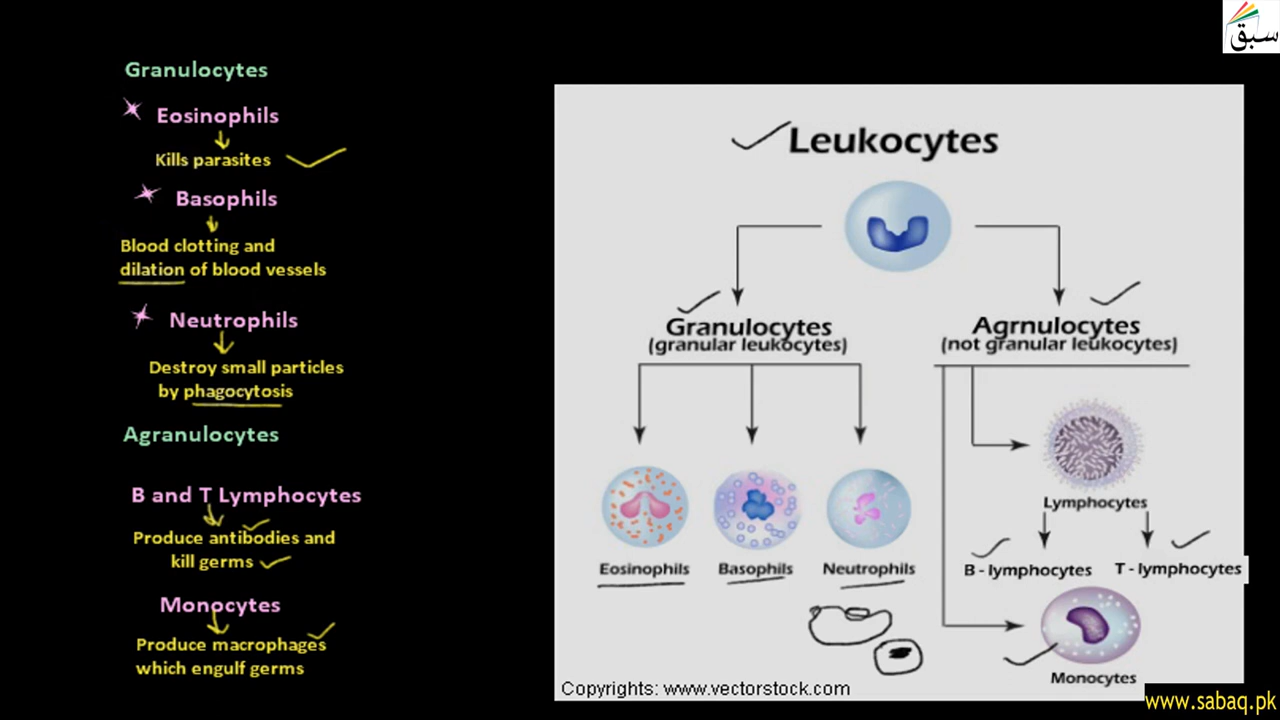 سبق
Granulocytes
Eosinophils
Kills parasites
Basophils
Blood clotting and
dilation of blood vessels
Neutrophils
Destroy small particles
by phagocytosis
Agranulocytes
B and T Lymphocytes
Produce antibodies and
kill germs
Monocytes
Produce macrophages
which engulf germs
Leukocytes
Granulocytes
(granular leukocytes)
Agrnulocytes
(not granular leukocytes)
Eosinophils
Basophils
Neutrophils
Lymphocytes
B - lymphocytes
T - lymphocytes
Monocytes
Copyrights: www.vectorstock.com
www.sabaq.pk